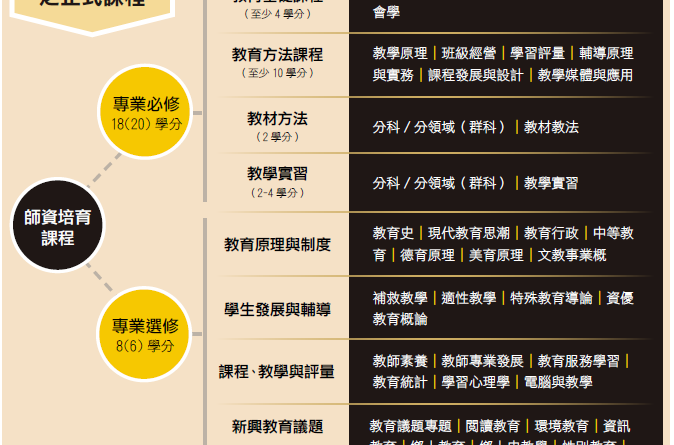 之正式課程
教育基礎課程
（至少 4 學分）
會學
教育方法課程
（至少 10 學分）
教學原理｜班級經營｜學習評量｜輔導原理
與實務｜課程發展與設計｜教學媒體與應用
專業必修
18(20) 學分
教材方法
（2 學分）
分科 / 分領域（群科）｜教材教法
教學實習
（2-4 學分）
分科 / 分領域（群科）｜教學實習
師資培育
課程
教育原理與制度
教育史｜現代教育思潮｜教育行政｜中等教
育｜德育原理｜美育原理｜文教事業概
學生發展與輔導
補救教學｜適性教學｜特殊教育導論｜資優
教育概論
專業選修
8(6) 學分
課程、教學與評量
教師素養｜教師專業發展｜教育服務學習｜
教育統計｜學習心理學｜電腦與教學
新興教育議題
教育議題專題｜閱讀教育｜環境教育｜資訊